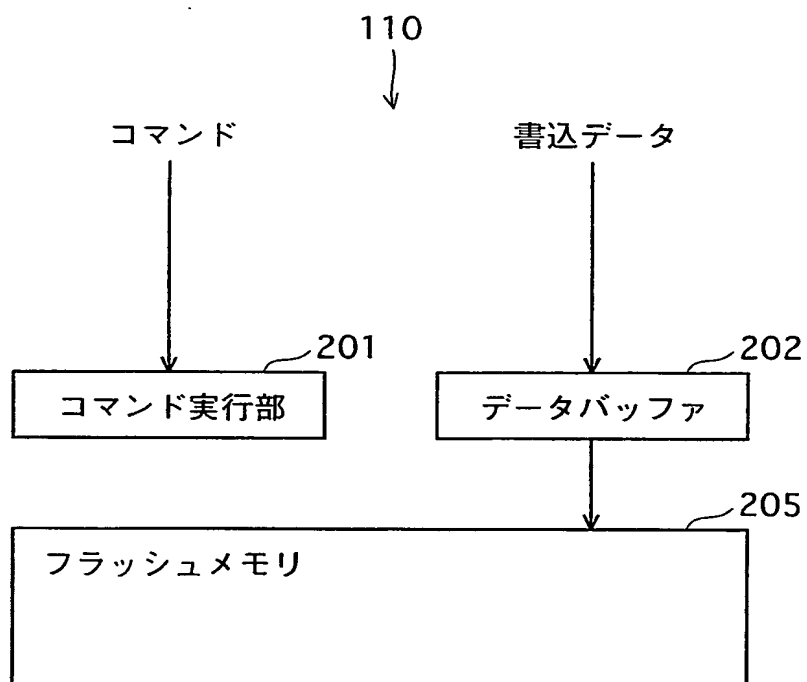 110
コマンド
書込データ
201
202
コマンド実行部
データバッファ
205
フラッシュメモリ